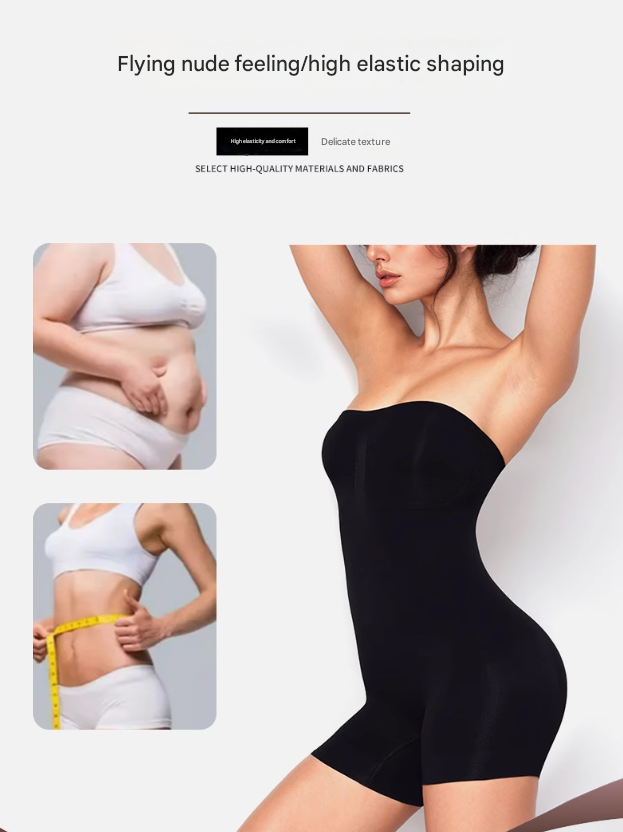 Flying nude feeling/high elastic shaping
High elasticity and comfort
Delicate texture
SELECT HIGH-QUALITY MATERIALS AND FABRICS